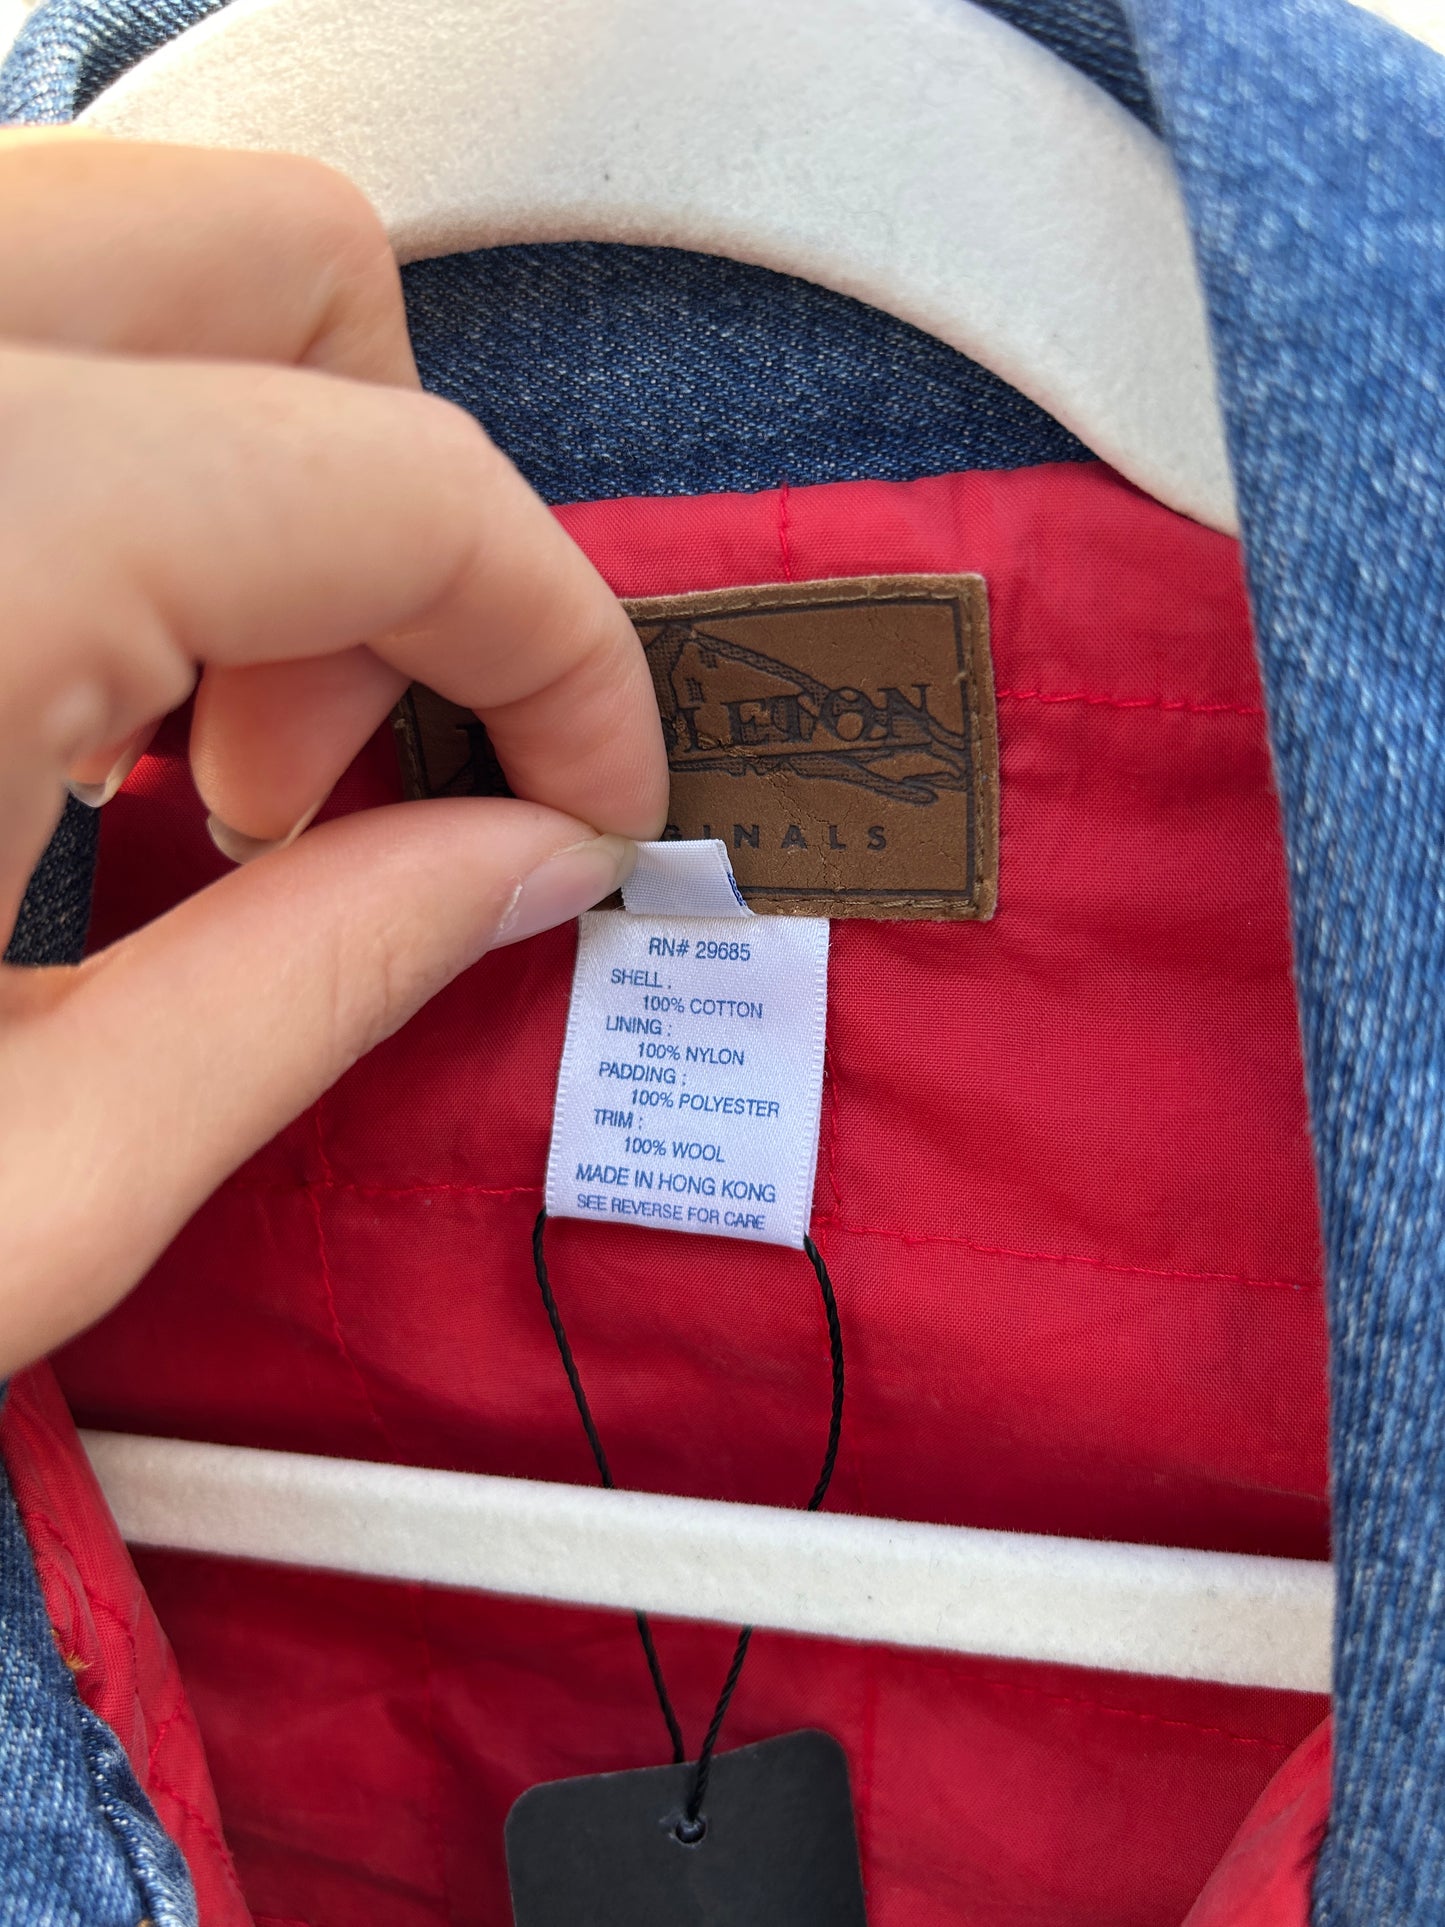 RN# 29685
SHELL :
100% COTTON
LINING :
100% NYLON
PADDING :
100% POLYESTER
TRIM :
100% WOOL
MADE IN HONG KONG
SEE REVERSE FOR CARE